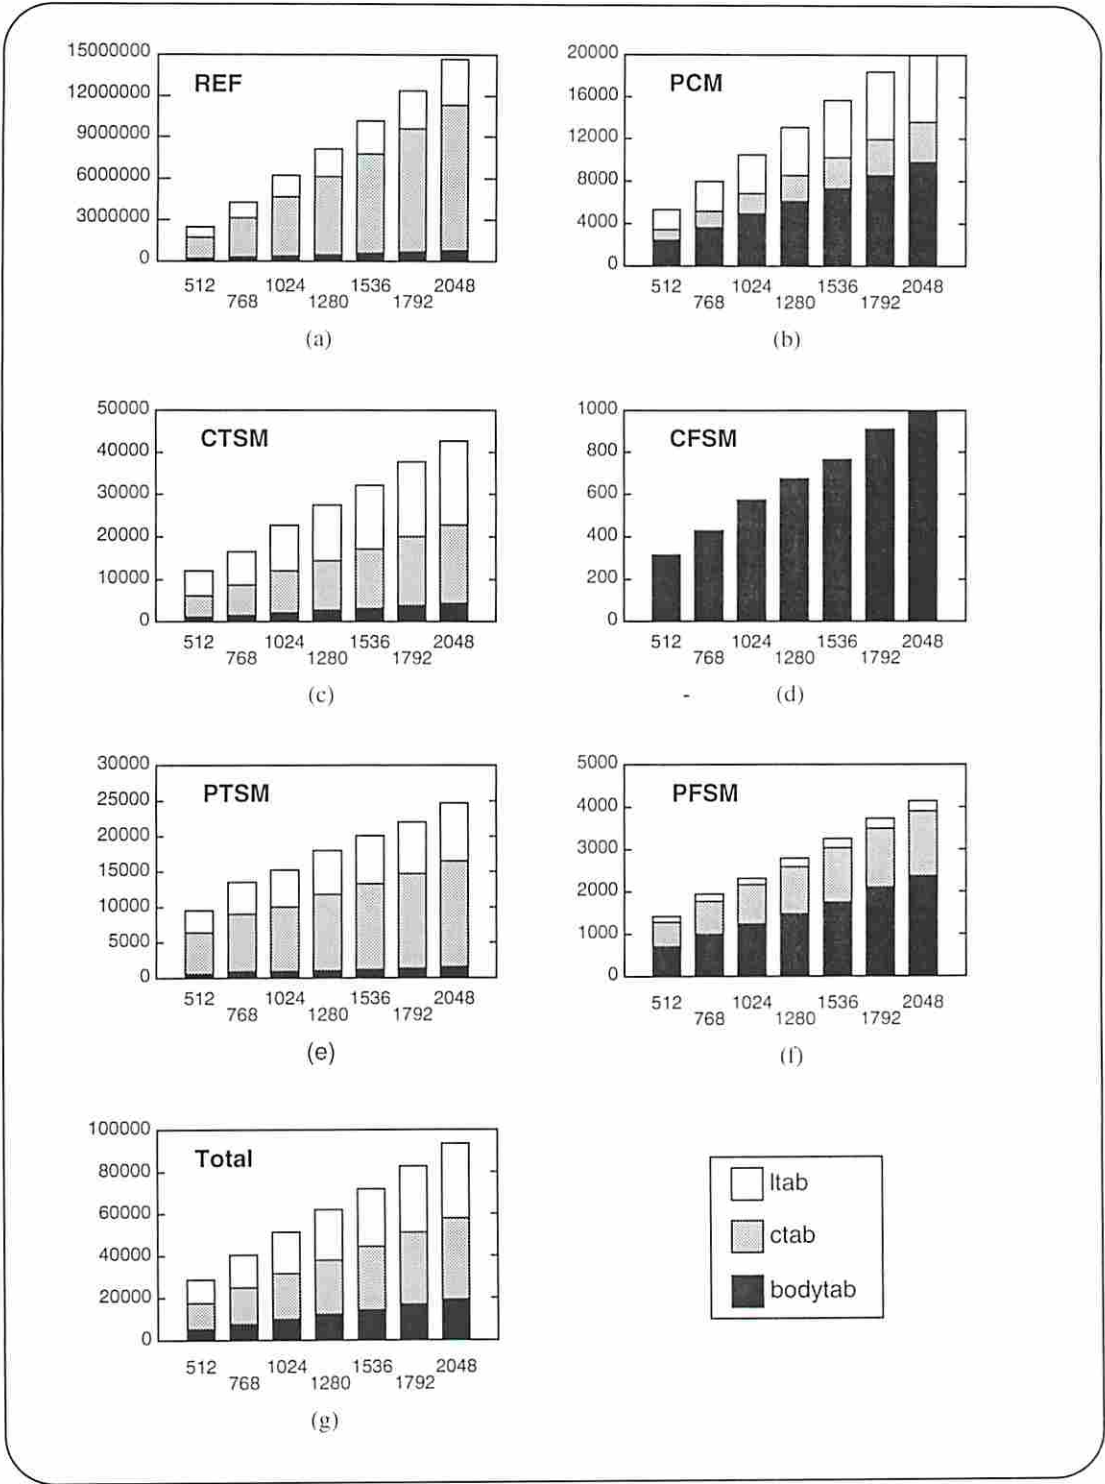 REF
15000000
12000000
9000000
6000000
3000000
0
512 1024 1536 2048
768 1280 1792
(a)
PCM
20000
16000
12000
8000
4000
0
512 1024 1536 2048
768 1280 1792
(b)
CTSM
50000
40000
30000
20000
10000
0
512 1024 1536 2048
768 1280 1792
(c)
CFSM
1000
800
600
400
200
0
512 1024 1536 2048
768 1280 1792
- (d)
PTSM
30000
25000
20000
15000
10000
5000
0
512 1024 1536 2048
768 1280 1792
(e)
PFSM
5000
4000
3000
2000
1000
0
512 1024 1536 2048
768 1280 1792
(f)
Total
100000
80000
60000
40000
20000
0
512 1024 1536 2048
768 1280 1792
(g)
ltab
ctab
bodytab